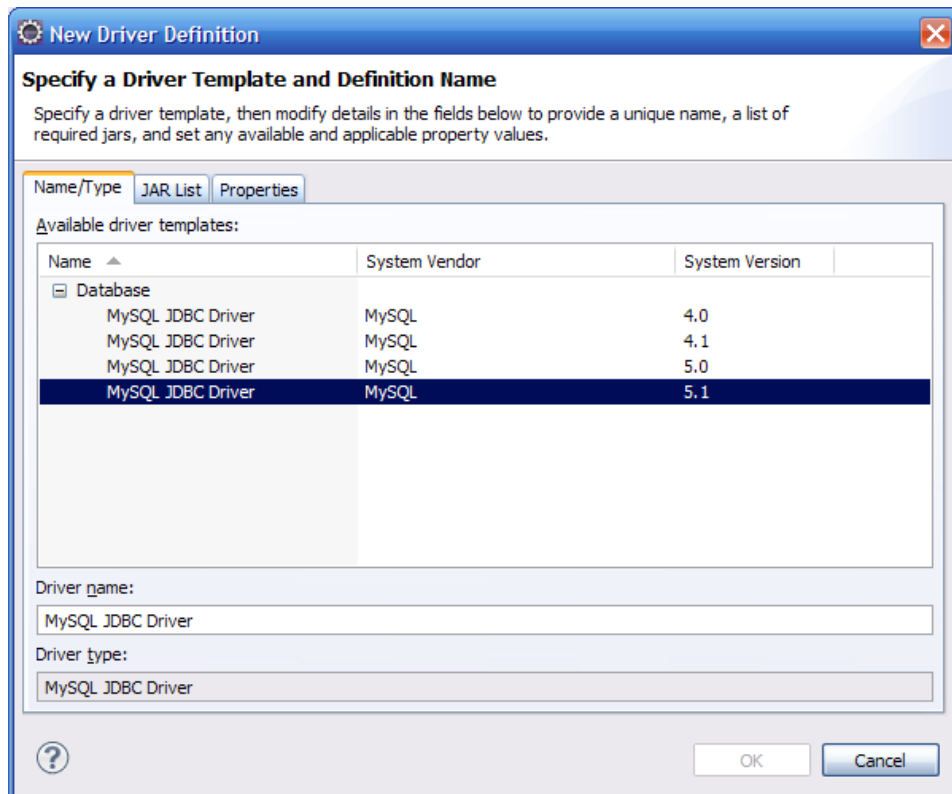 New Driver Definition
Specify a Driver Template and Definition Name
Specify a driver template, then modify details in the fields below to provide a unique name, a list of
required jars, and set any available and applicable property values.
Name/Type JAR List Properties
Available driver templates:
Name System Vendor System Version
Database
MySQL JDBC Driver MySQL 4.0
MySQL JDBC Driver MySQL 4.1
MySQL JDBC Driver MySQL 5.0
MySQL JDBC Driver MySQL 5.1
Driver name:
MySQL JDBC Driver
Driver type:
MySQL JDBC Driver
? OK Cancel